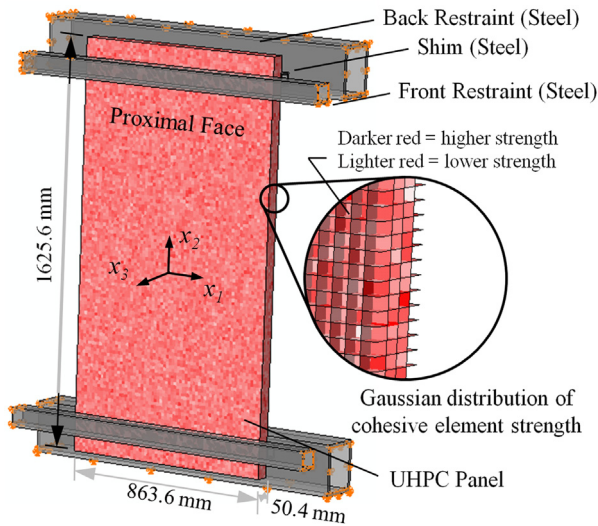 Back Restraint (Steel)
Shim (Steel)
Front Restraint (Steel)
Proximal Face
Darker red = higher strength
Lighter red = lower strength
1625.6 mm
x2
x3
x1
Gaussian distribution of
cohesive element strength
UHPC Panel
863.6 mm
50.4 mm